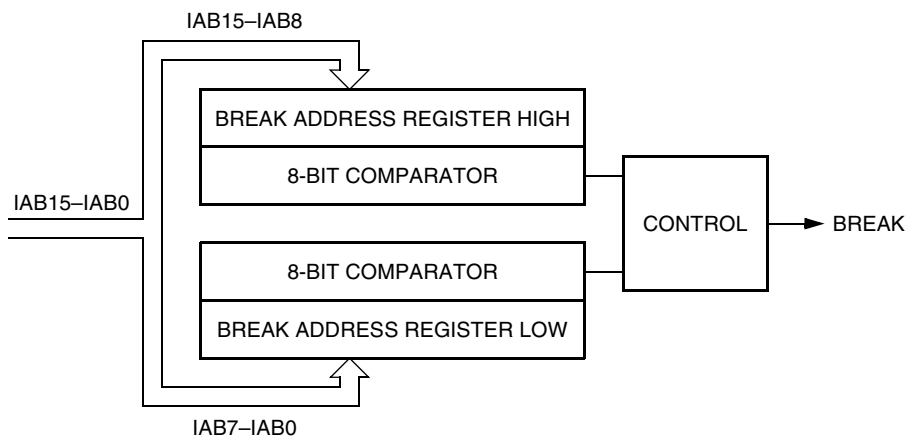 IAB15–IAB8
BREAK ADDRESS REGISTER HIGH
8-BIT COMPARATOR
IAB15–IAB0
CONTROL
BREAK
8-BIT COMPARATOR
BREAK ADDRESS REGISTER LOW
IAB7–IAB0